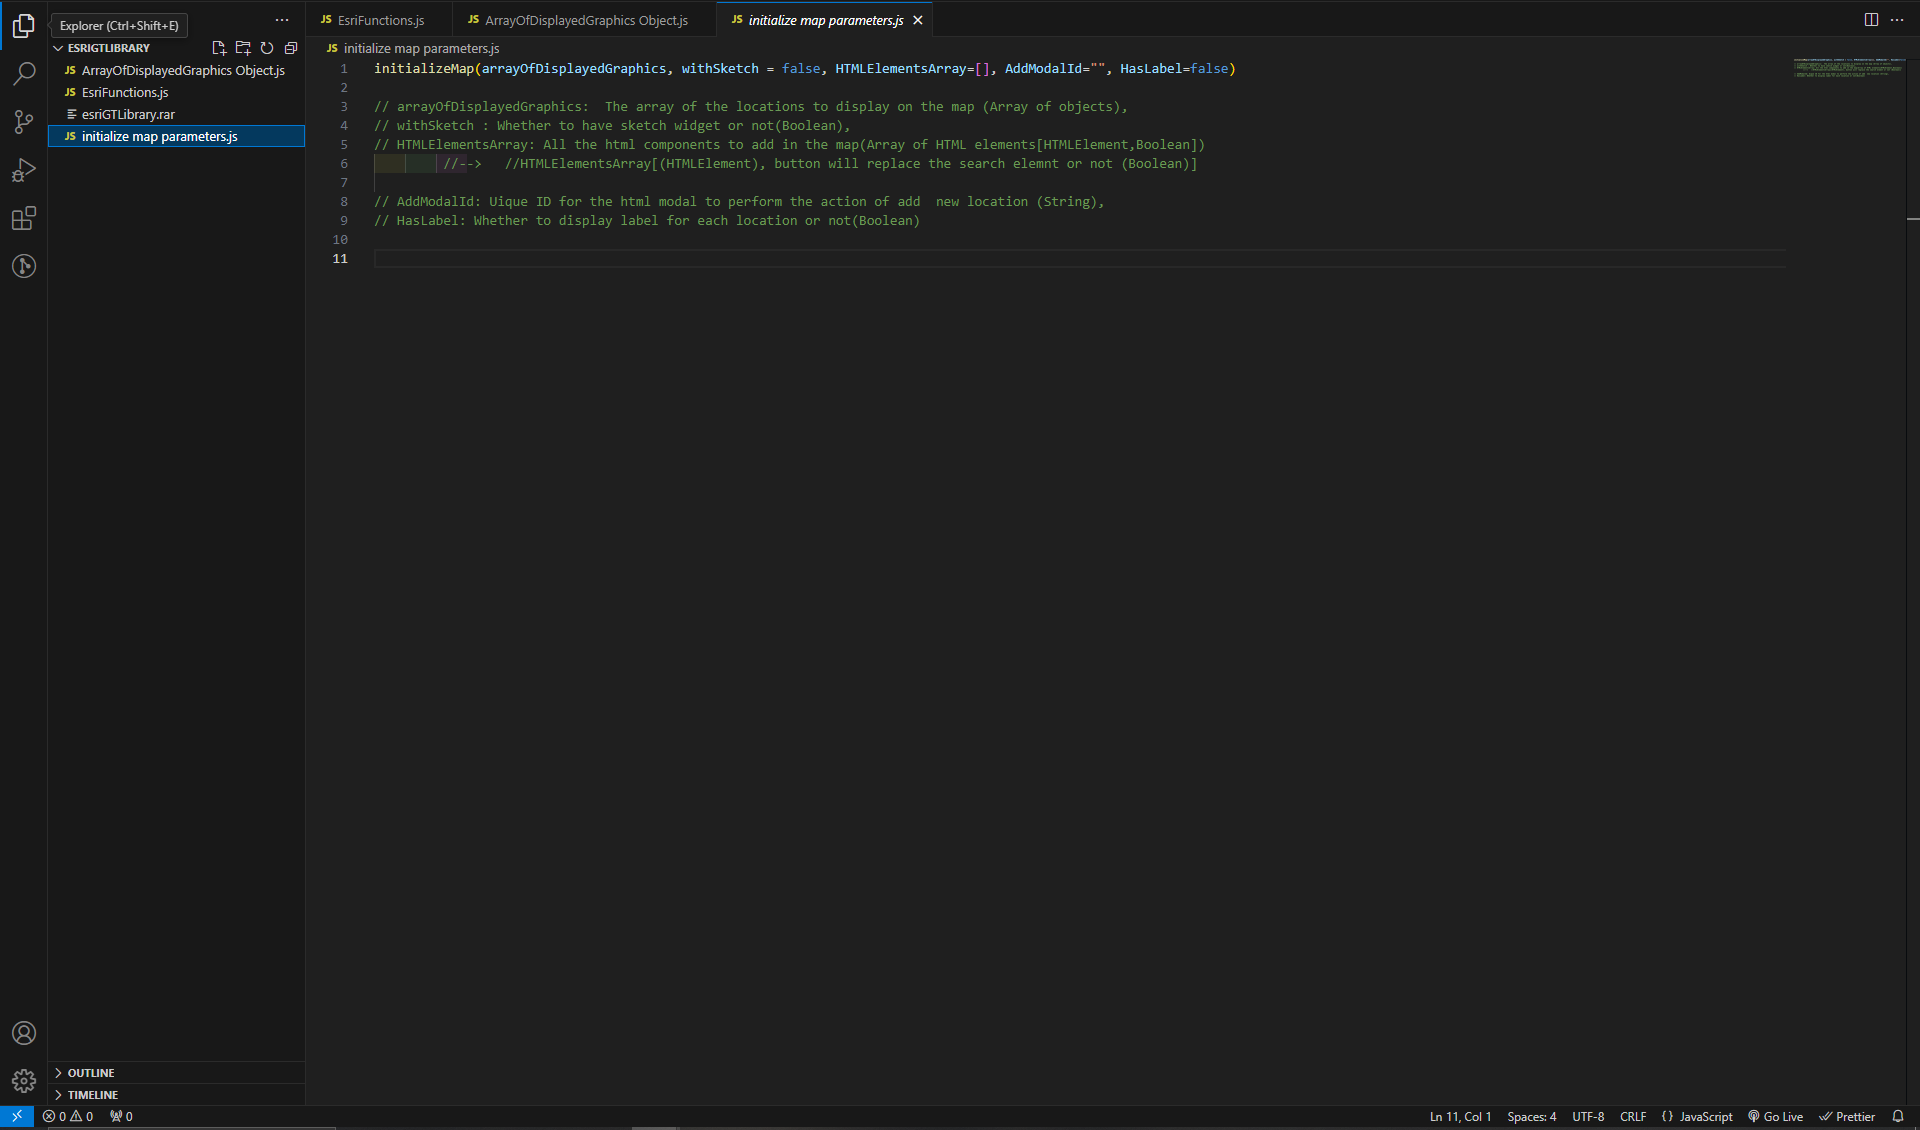 Explorer (Ctrl+Shift+E)
ESRIGTLIBRARY
JS ArrayOfDisplayedGraphics Object.js
JS EsriFunctions.js
esriGTLibrary.rar
JS initialize map parameters.js
OUTLINE
TIMELINE
JS EsriFunctions.js
JS ArrayOfDisplayedGraphics Object.js
JS initialize map parameters.js
JS initialize map parameters.js
1 initializeMap(arrayOfDisplayedGraphics, withSketch = false, HTMLElementsArray=[], AddModalId="", HasLabel=false)
2
3 // arrayOfDisplayedGraphics:  The array of the locations to display on the map (Array of objects),
4 // withSketch : Whether to have sketch widget or not(Boolean),
5 // HTMLElementsArray: All the html components to add in the map(Array of HTML elements[HTMLElement,Boolean])
6 //-->   //HTMLElementsArray[(HTMLElement), button will replace the search elemnt or not (Boolean)]
7
8 // AddModalId: Uique ID for the html modal to perform the action of add  new location (String),
9 // HasLabel: Whether to display label for each location or not(Boolean)
10
11
0 0 0
Ln 11, Col 1 Spaces: 4 UTF-8 CRLF {} JavaScript Go Live Prettier